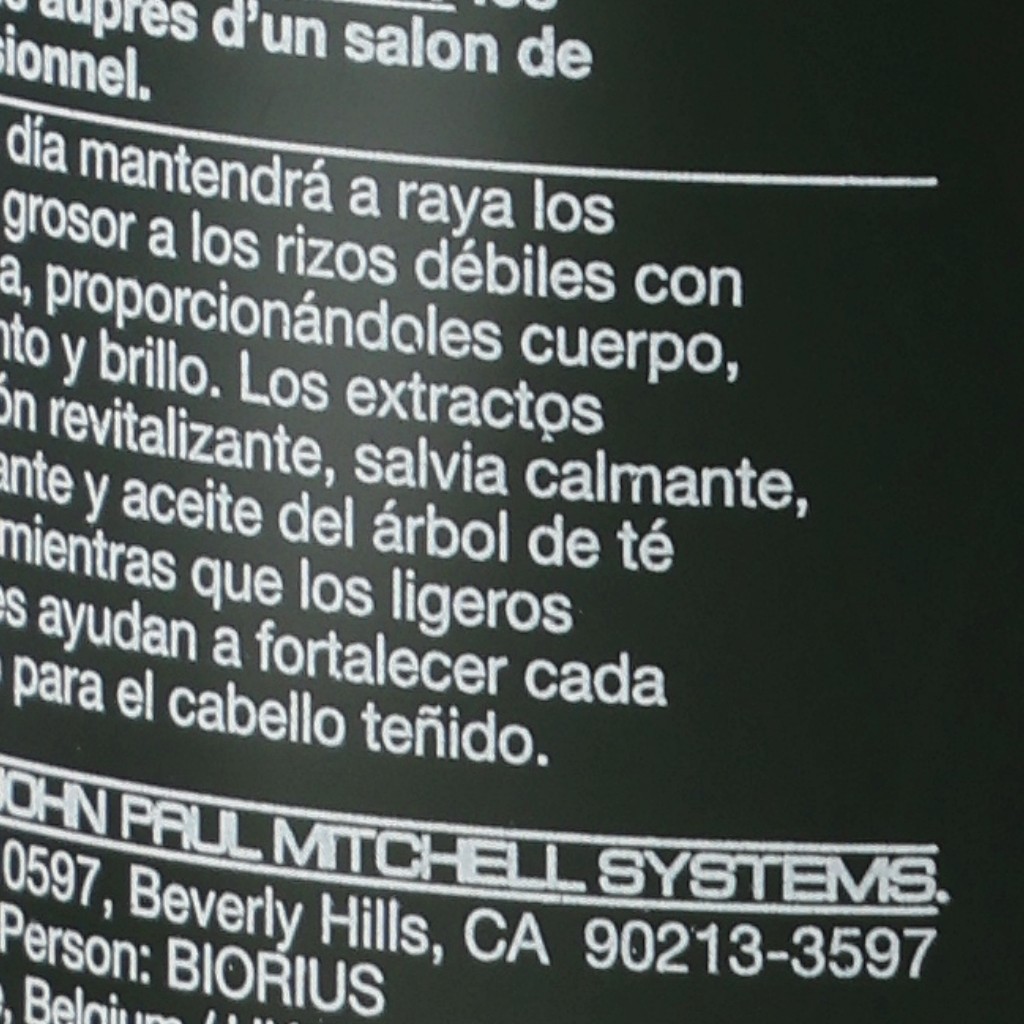 auprès d'un salon de
sionnel.
día mantendrá a raya los
grosor a los rizos débiles con
a, proporcionándoles cuerpo,
nto y brillo. Los extractos
ón revitalizante, salvia calmante,
ante y aceite del árbol de té
mientras que los ligeros
es ayudan a fortalecer cada
para el cabello teñido.
JOHN PAUL MITCHELL SYSTEMS.
0597, Beverly Hills, CA 90213-3597
Person: BIORIUS
, Belgium /